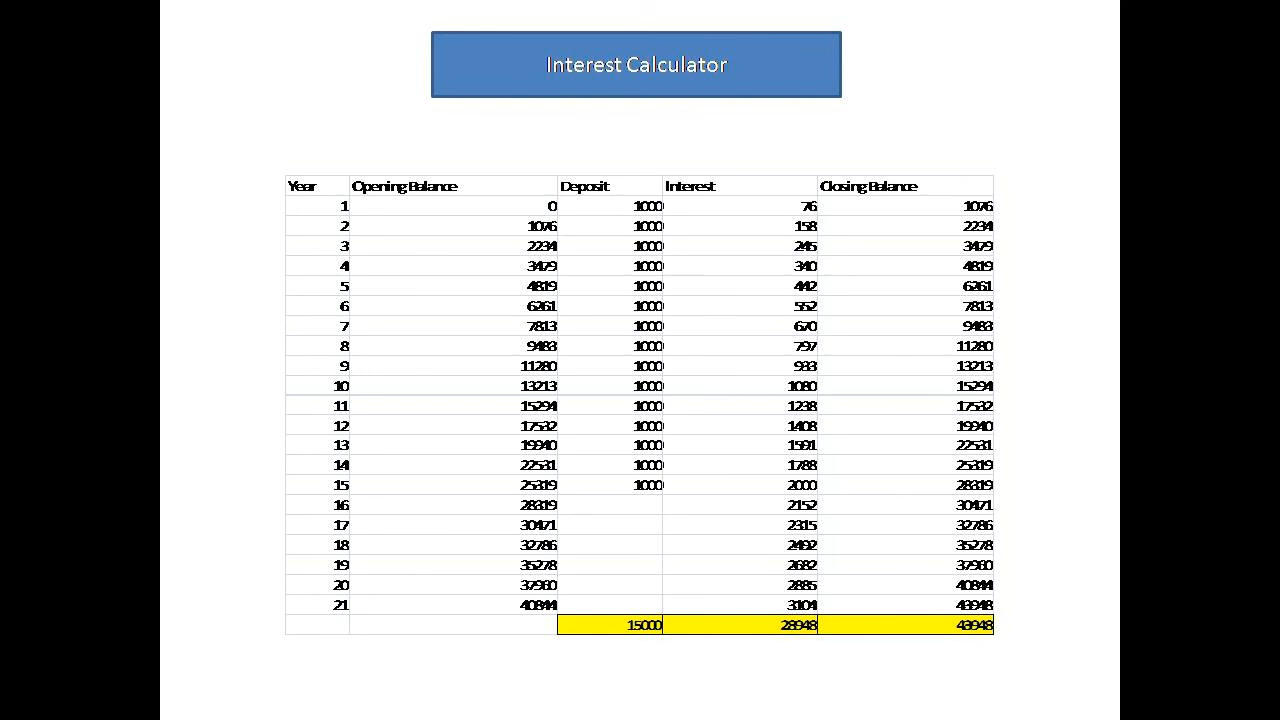 Interest Calculator
Year Opening Balance Deposit Interest Closing Balance
1 0 1000 76 1076
2 1076 1000 158 2234
3 2234 1000 245 3479
4 3479 1000 340 4819
5 4819 1000 442 6261
6 6261 1000 552 7813
7 7813 1000 670 9483
8 9483 1000 797 11280
9 11280 1000 933 13213
10 13213 1000 1080 15294
11 15294 1000 1238 17532
12 17532 1000 1408 19940
13 19940 1000 1591 22531
14 22531 1000 1788 25319
15 25319 1000 2000 28319
16 28319 2152 30471
17 30471 2315 32786
18 32786 2492 35278
19 35278 2682 37960
20 37960 2885 40844
21 40844 3104 43948
15000 28948 43948